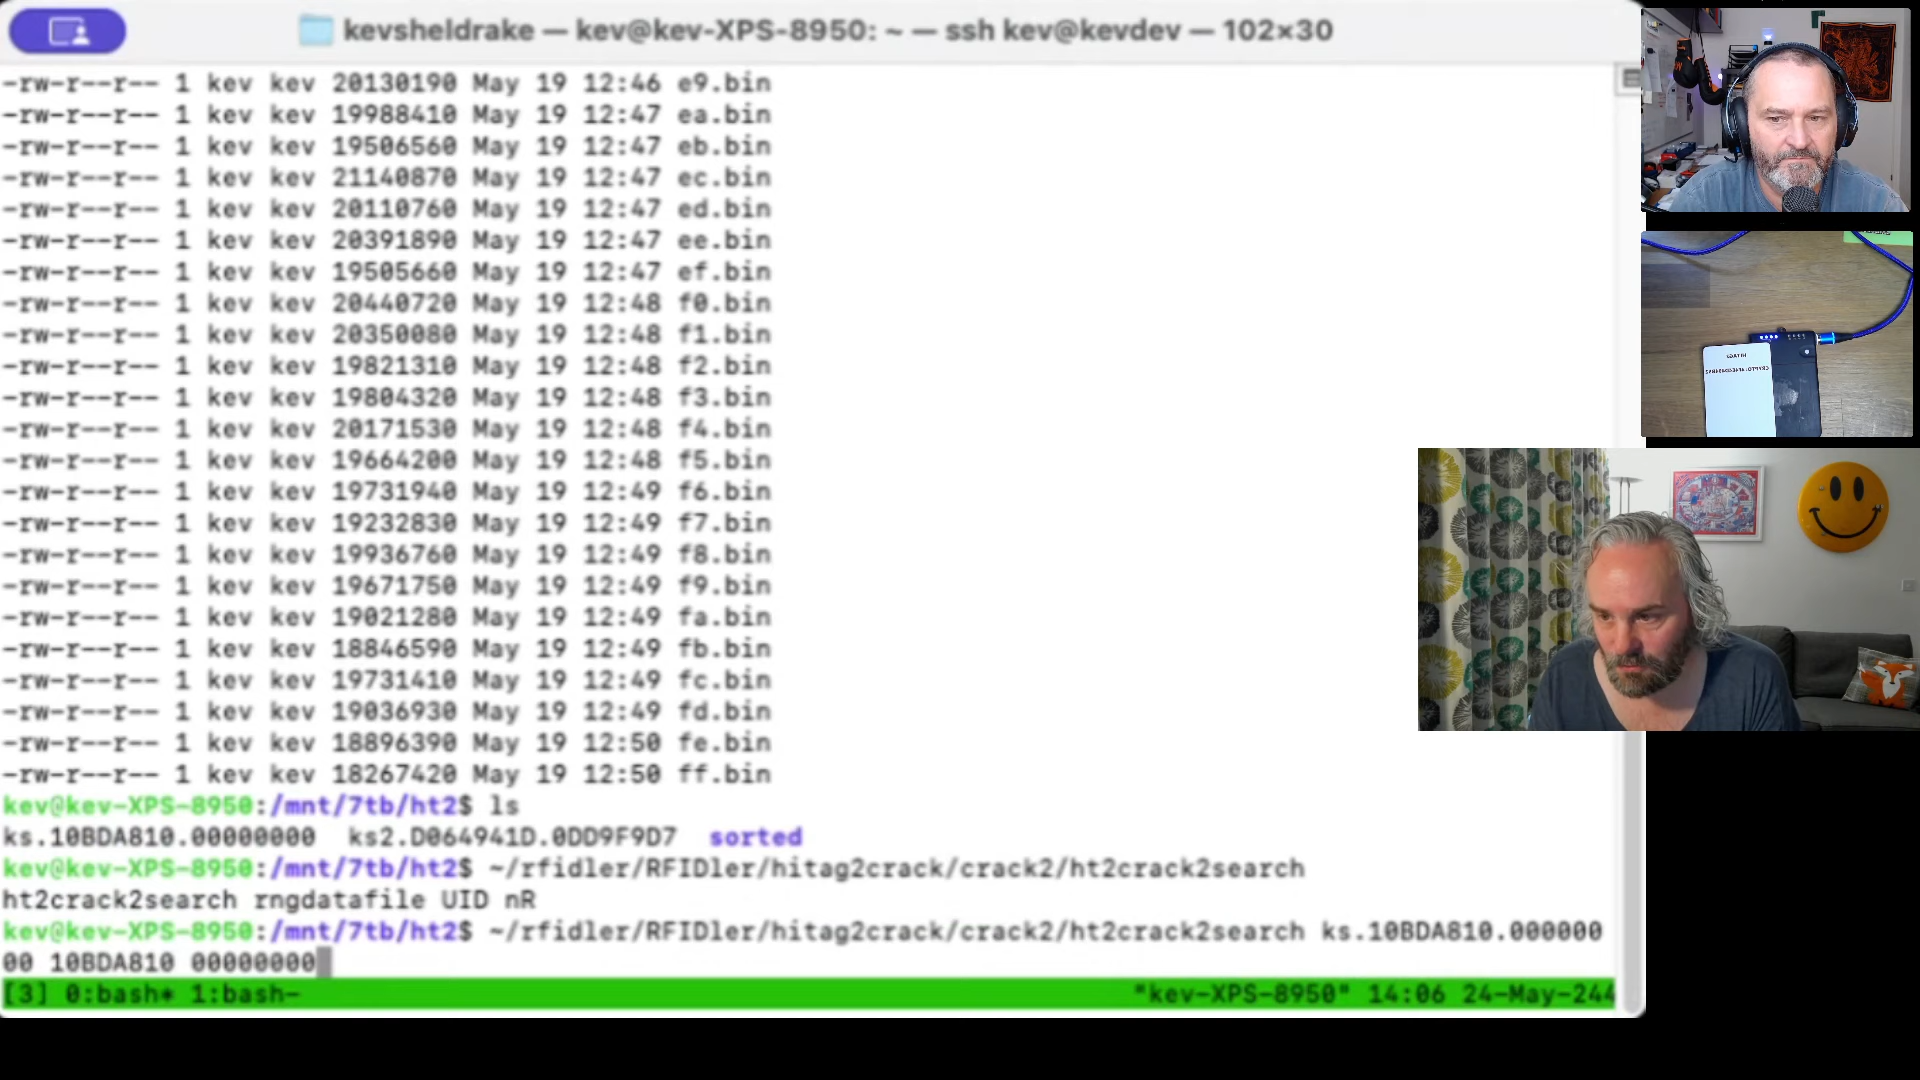 kevsheldrake — kev@kev-XPS-8950: ~ — ssh kev@kevdev — 102×30
-rw-r--r-- 1 kev kev 20130190 May 19 12:46 e9.bin
-rw-r--r-- 1 kev kev 19988410 May 19 12:47 ea.bin
-rw-r--r-- 1 kev kev 19506560 May 19 12:47 eb.bin
-rw-r--r-- 1 kev kev 21140870 May 19 12:47 ec.bin
-rw-r--r-- 1 kev kev 20110760 May 19 12:47 ed.bin
-rw-r--r-- 1 kev kev 20391890 May 19 12:47 ee.bin
-rw-r--r-- 1 kev kev 19505660 May 19 12:47 ef.bin
-rw-r--r-- 1 kev kev 20440720 May 19 12:48 f0.bin
-rw-r--r-- 1 kev kev 20350080 May 19 12:48 f1.bin
-rw-r--r-- 1 kev kev 19821310 May 19 12:48 f2.bin
-rw-r--r-- 1 kev kev 19804320 May 19 12:48 f3.bin
-rw-r--r-- 1 kev kev 20171530 May 19 12:48 f4.bin
-rw-r--r-- 1 kev kev 19664200 May 19 12:48 f5.bin
-rw-r--r-- 1 kev kev 19731940 May 19 12:49 f6.bin
-rw-r--r-- 1 kev kev 19232830 May 19 12:49 f7.bin
-rw-r--r-- 1 kev kev 19936760 May 19 12:49 f8.bin
-rw-r--r-- 1 kev kev 19671750 May 19 12:49 f9.bin
-rw-r--r-- 1 kev kev 19021280 May 19 12:49 fa.bin
-rw-r--r-- 1 kev kev 18846590 May 19 12:49 fb.bin
-rw-r--r-- 1 kev kev 19731410 May 19 12:49 fc.bin
-rw-r--r-- 1 kev kev 19036930 May 19 12:49 fd.bin
-rw-r--r-- 1 kev kev 18896390 May 19 12:50 fe.bin
-rw-r--r-- 1 kev kev 18267420 May 19 12:50 ff.bin
kev@kev-XPS-8950:/mnt/7tb/ht2$ ls
ks.10BDA810.00000000 ks2.D064941D.0DD9F9D7 sorted
kev@kev-XPS-8950:/mnt/7tb/ht2$ ~/rfidler/RFIDler/hitag2crack/crack2/ht2crack2search
ht2crack2search rngdatafile UID nR
kev@kev-XPS-8950:/mnt/7tb/ht2$ ~/rfidler/RFIDler/hitag2crack/crack2/ht2crack2search ks.10BDA810.000000
00 10BDA810 00000000
[3] 0:bash* 1:bash- "kev-XPS-8950" 14:06 24-May-244
HITAG2